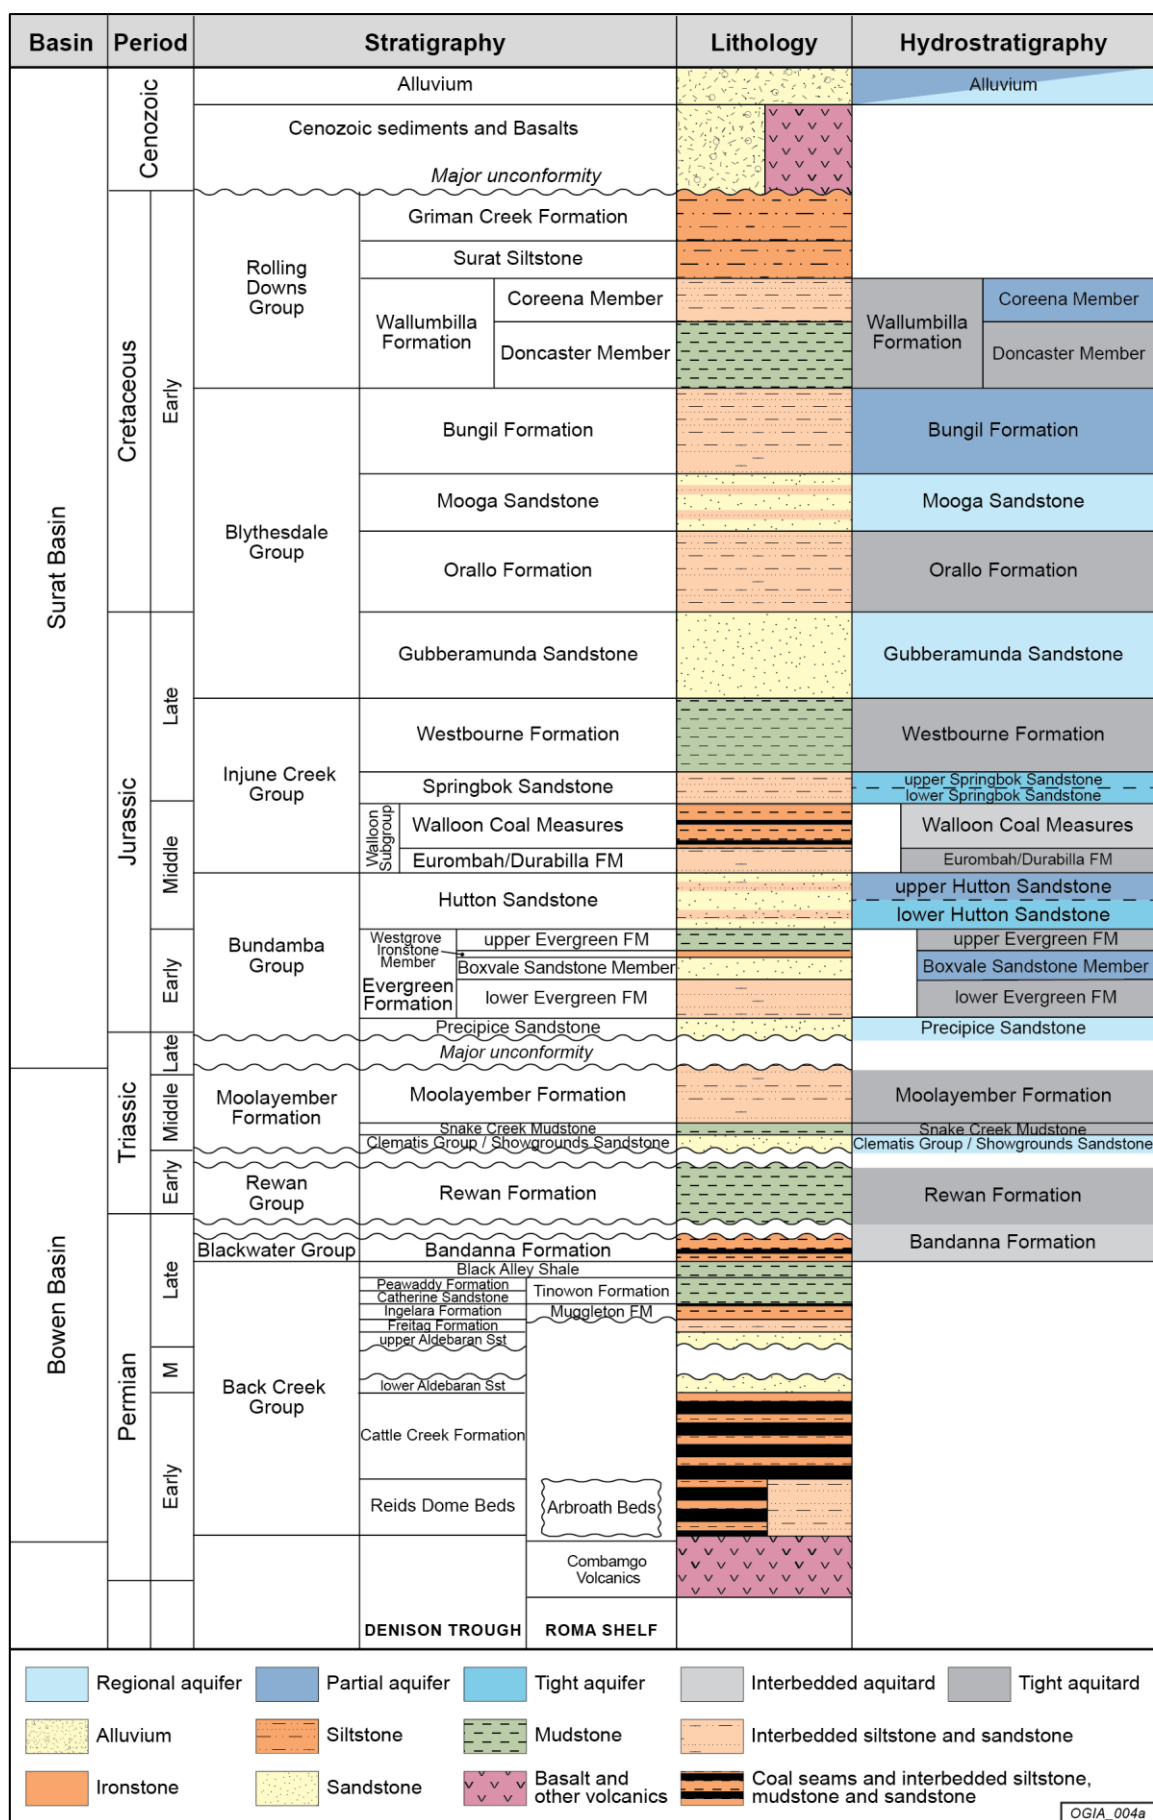 Basin Period Stratigraphy Lithology Hydrostratigraphy
Surat Basin
Bowen Basin
Cenozoic
Cretaceous
Early
Jurassic
Late
Middle
Early
Triassic
Late
Middle
Early
Permian
Late
M
Early
Alluvium
Cenozoic sediments and Basalts
Major unconformity
Rolling
Downs
Group
Griman Creek Formation
Surat Siltstone
Wallumbilla
Formation
Coreena Member
Doncaster Member
Blythesdale
Group
Bungil Formation
Mooga Sandstone
Orallo Formation
Gubberamunda Sandstone
Injune Creek
Group
Westbourne Formation
Springbok Sandstone
Walloon
Subgroup
Walloon Coal Measures
Eurombah/Durabilla FM
Bundamba
Group
Hutton Sandstone
Westgrove
Ironstone
Member
Evergreen
Formation
upper Evergreen FM
Boxvale Sandstone Member
lower Evergreen FM
Precipice Sandstone
Major unconformity
Moolayember
Formation
Moolayember Formation
Snake Creek Mudstone
Clematis Group / Showgrounds Sandstone
Rewan
Group
Rewan Formation
Blackwater Group
Bandanna Formation
Back Creek
Group
Black Alley Shale
Peawaddy Formation
Catherine Sandstone
Tinowon Formation
Ingelara Formation
Muggleton FM
Freitag Formation
upper Aldebaran Sst
lower Aldebaran Sst
Cattle Creek Formation
Reids Dome Beds
Arbroath Beds
Combamgo
Volcanics
DENISON TROUGH
ROMA SHELF
Alluvium
Wallumbilla
Formation
Coreena Member
Doncaster Member
Bungil Formation
Mooga Sandstone
Orallo Formation
Gubberamunda Sandstone
Westbourne Formation
upper Springbok Sandstone
lower Springbok Sandstone
Walloon Coal Measures
Eurombah/Durabilla FM
upper Hutton Sandstone
lower Hutton Sandstone
upper Evergreen FM
Boxvale Sandstone Member
lower Evergreen FM
Precipice Sandstone
Moolayember Formation
Snake Creek Mudstone
Clematis Group / Showgrounds Sandstone
Rewan Formation
Bandanna Formation
Regional aquifer
Partial aquifer
Tight aquifer
Interbedded aquitard
Tight aquitard
Alluvium
Siltstone
Mudstone
Interbedded siltstone and sandstone
Ironstone
Sandstone
Basalt and
other volcanics
Coal seams and interbedded siltstone,
mudstone and sandstone
OGIA_004a